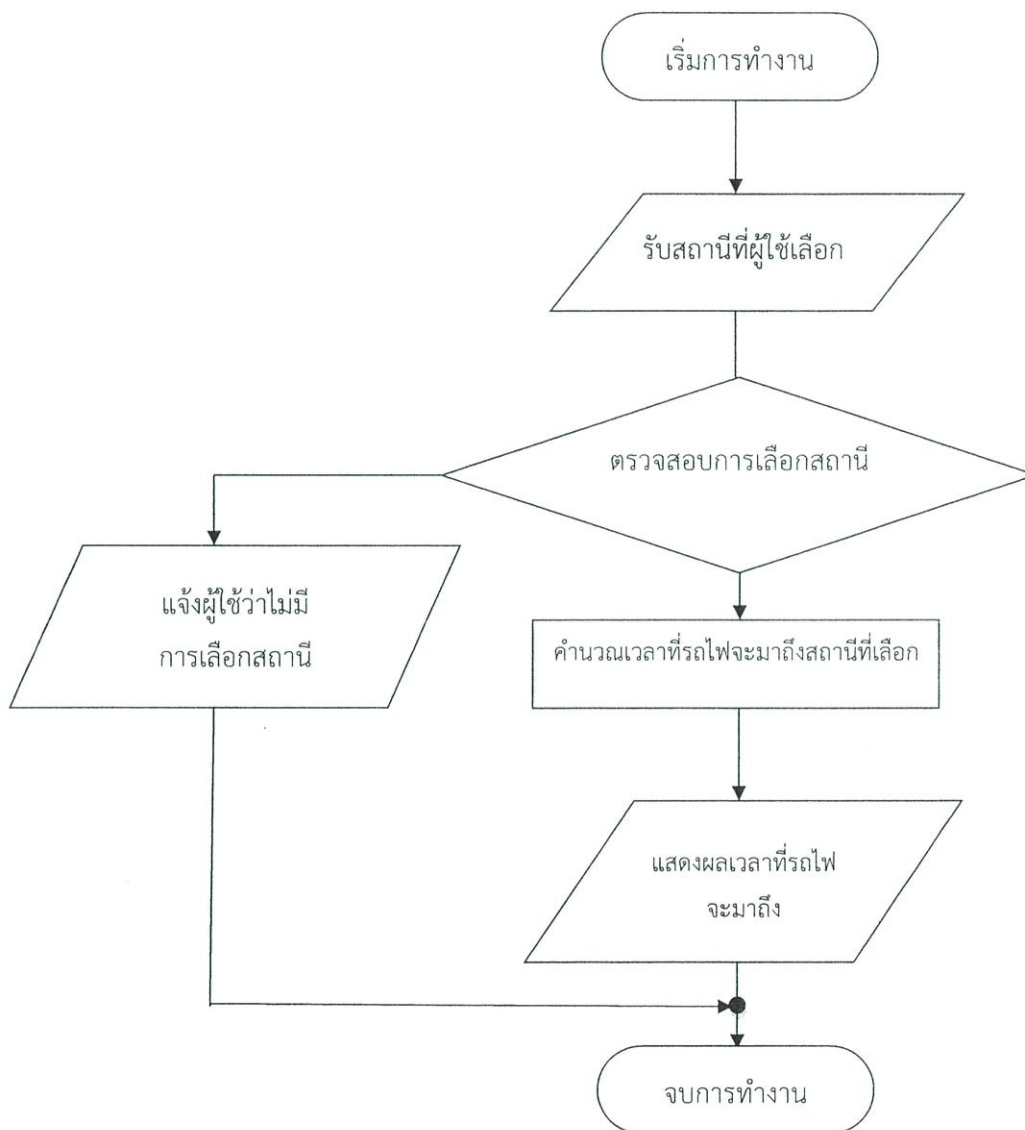 เริ่มการทำงาน
รับสถานีที่ผู้ใช้เลือก
ตรวจสอบการเลือกสถานี
แจ้งผู้ใช้ว่าไม่มี
การเลือกสถานี
คำนวณเวลาที่รถไฟจะมาถึงสถานีที่เลือก
แสดงผลเวลาที่รถไฟ
จะมาถึง
จบการทำงาน